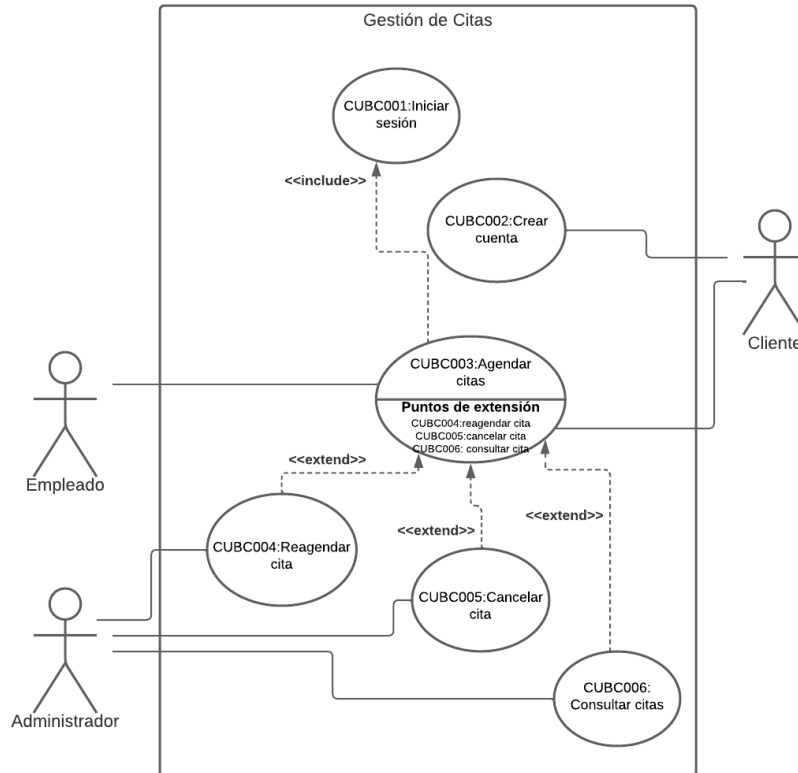 Gestión de Citas
CUBC001:Iniciar
sesión
<<include>>
CUBC002:Crear
cuenta
Cliente
CUBC003:Agendar
citas
Puntos de extensión
CUBC004:reagendar cita
CUBC005:cancelar cita
CUBC006: consultar cita
Empleado
<<extend>>
<<extend>>
<<extend>>
CUBC004:Reagendar
cita
CUBC005:Cancelar
cita
CUBC006:
Consultar citas
Administrador